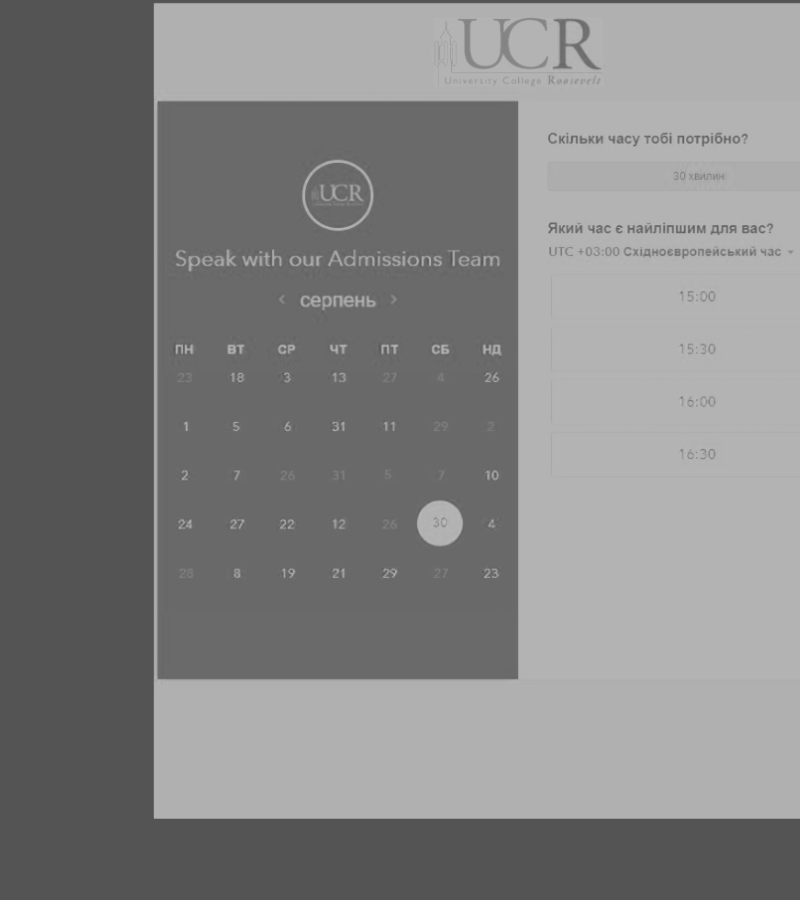 UCR
University College Roosevelt
Скільки часу тобі потрібно?
30 хвилин
UCR
Speak with our Admissions Team
серпень
ПН ВТ СР ЧТ ПТ СБ НД
23 18 3 13 27 4 26
1 5 6 31 11 29 2
2 7 26 31 5 7 10
24 27 22 12 26 30 4
28 8 19 21 29 27 23
Який час є найліпшим для вас?
UTC +03:00 Східноєвропейський час
15:00
15:30
16:00
16:30